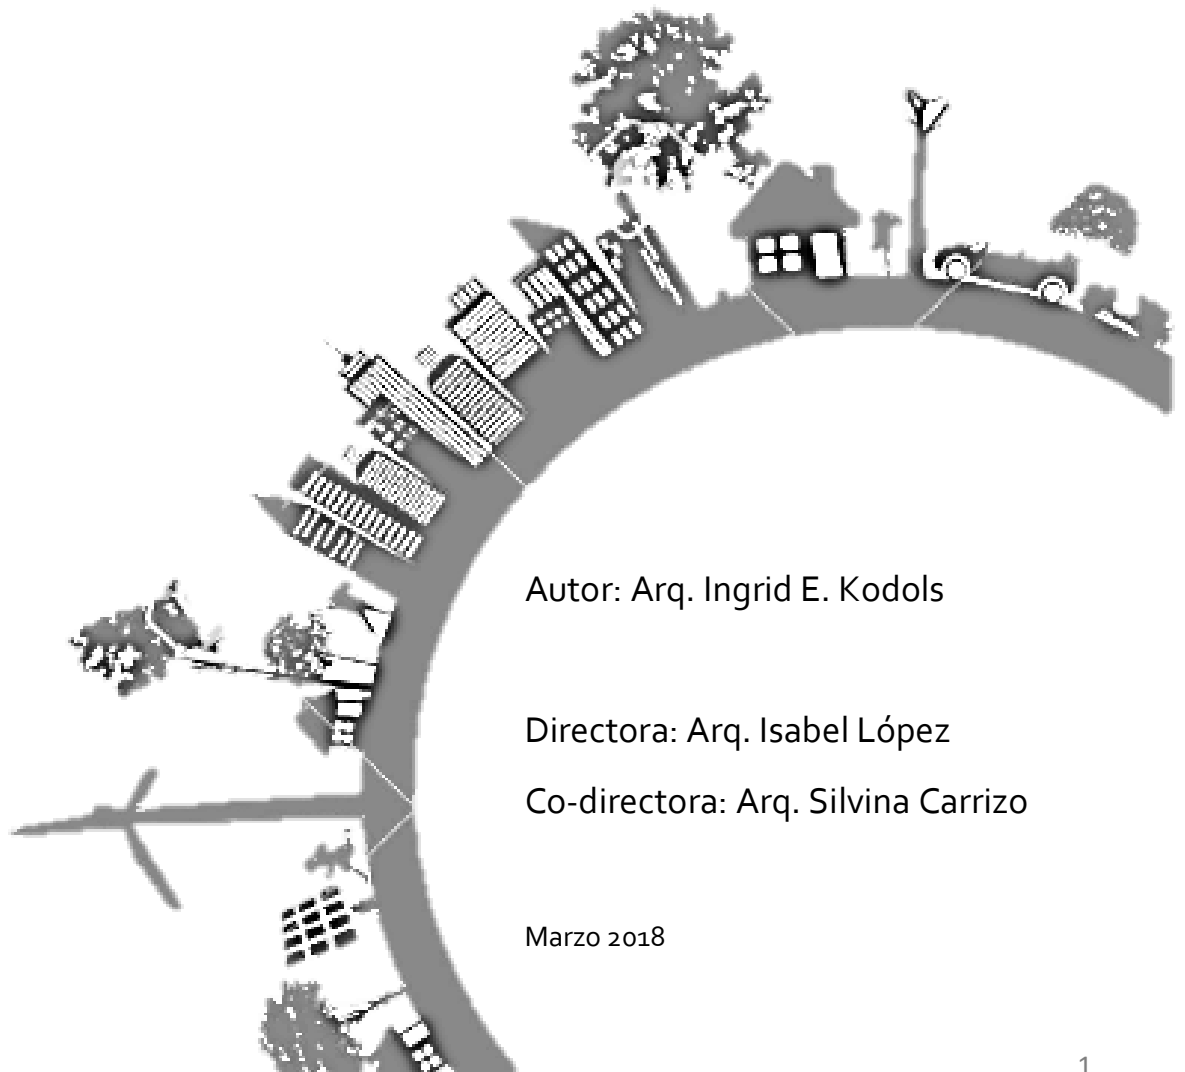 Autor: Arq. Ingrid E. Kodols
Directora: Arq. Isabel López
Co-directora: Arq. Silvina Carrizo
Marzo 2018
1